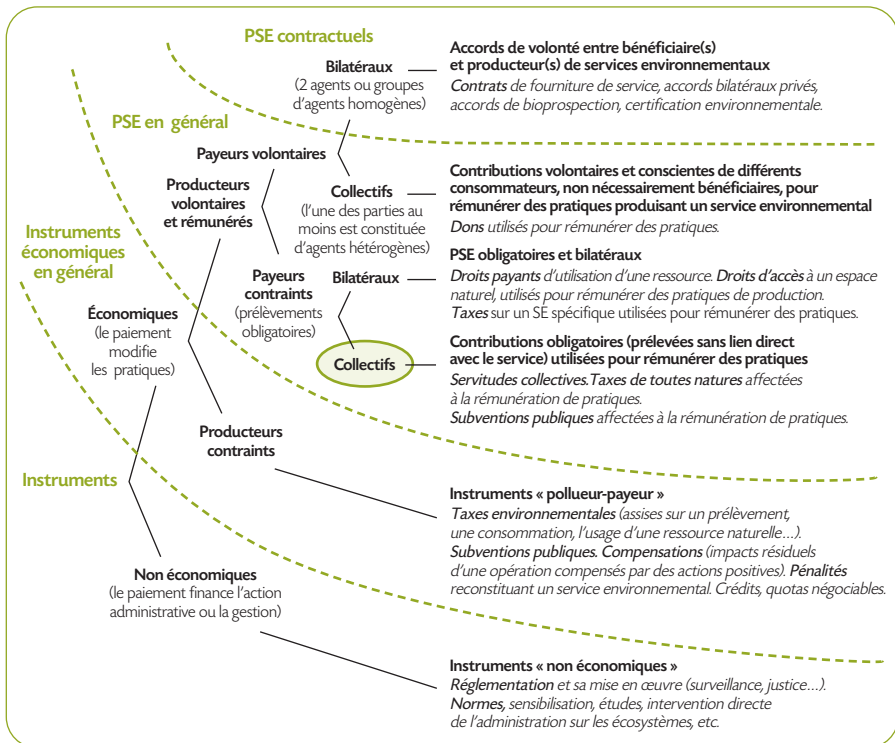 PSE contractuels
Bilatéraux
(2 agents ou groupes
d'agents homogènes)
Accords de volonté entre bénéficiaire(s)
et producteur(s) de services environnementaux
Contrats de fourniture de service, accords bilatéraux privés,
accords de bioprospection, certification environnementale.
PSE en général
Payeurs volontaires
Producteurs
volontaires
et rémunérés
Collectifs
(l'une des parties au
moins est constituée
d'agents hétérogènes)
Contributions volontaires et conscientes de différents
consommateurs, non nécessairement bénéficiaires, pour
rémunérer des pratiques produisant un service environnemental
Dons utilisés pour rémunérer des pratiques.
Instruments
économiques
en général
Payeurs
contraints
(prélèvements
obligatoires)
Bilatéraux
PSE obligatoires et bilatéraux
Droits payants d'utilisation d'une ressource. Droits d'accès à un espace
naturel, utilisés pour rémunérer des pratiques de production.
Taxes sur un SE spécifique utilisées pour rémunérer des pratiques.
Économiques
(le paiement
modifie
les pratiques)
Collectifs
Contributions obligatoires (prélevées sans lien direct
avec le service) utilisées pour rémunérer des pratiques
Servitudes collectives.Taxes de toutes natures affectées
à la rémunération de pratiques.
Subventions publiques affectées à la rémunération de pratiques.
Producteurs
contraints
Instruments
Instruments « pollueur-payeur »
Taxes environnementales (assises sur un prélèvement,
une consommation, l'usage d'une ressource naturelle…).
Subventions publiques. Compensations (impacts résiduels
d'une opération compensés par des actions positives). Pénalités
reconstituant un service environnemental. Crédits, quotas négociables.
Non économiques
(le paiement finance l'action
administrative ou la gestion)
Instruments « non économiques »
Réglementation et sa mise en œuvre (surveillance, justice…).
Normes, sensibilisation, études, intervention directe
de l'administration sur les écosystèmes, etc.